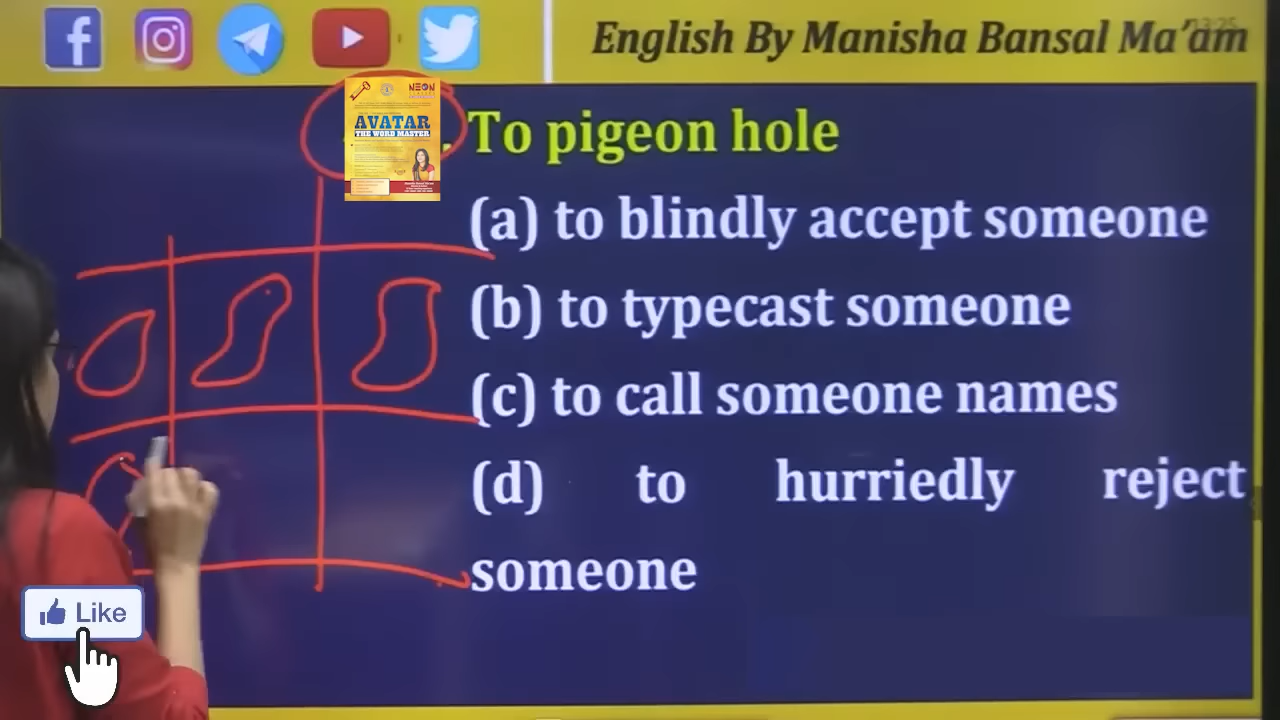 English By Manisha Bansal Ma’am
NEON
AVATAR
THE WORD MASTER
To pigeon hole
(a) to blindly accept someone
(b) to typecast someone
(c) to call someone names
(d) to hurriedly reject
someone
Like